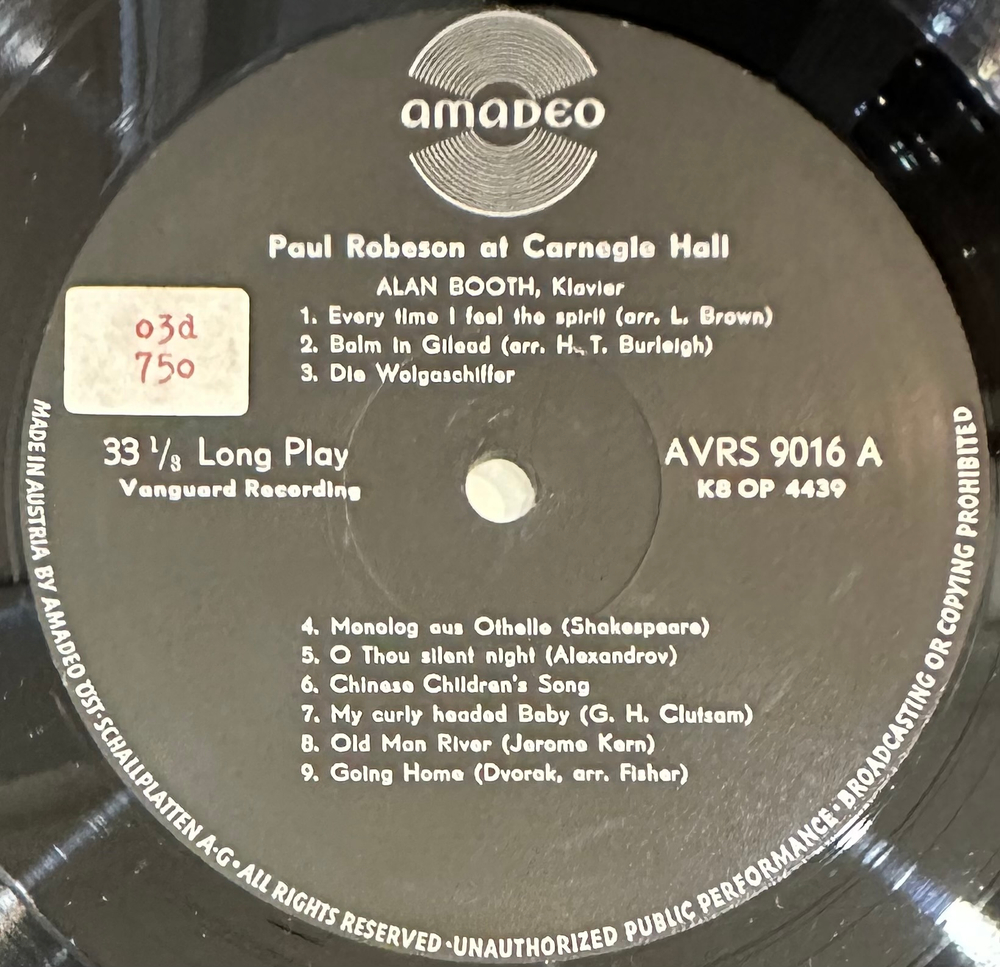 AMADEO
Paul Robeson at Carnegie Hall
ALAN BOOTH, Klavier
1. Every time I feel the spirit (arr. L. Brown)
2. Balm in Gilead (arr. H. T. Burleigh)
3. Die Wolgaschiffer
o3d
750
33 1/3 Long Play
Vanguard Recording
AVRS 9016 A
K8 OP 4439
4. Monolog aus Othello (Shakespeare)
5. O Thou silent night (Alexandrov)
6. Chinese Children's Song
7. My curly headed Baby (G. H. Clutsam)
8. Old Man River (Jerome Kern)
9. Going Home (Dvorak, arr. Fisher)
MADE IN AUSTRIA BY AMADEO ÖST. SCHALLPLATTEN A·G · ALL RIGHTS RESERVED · UNAUTHORIZED PUBLIC PERFORMANCE · BROADCASTING OR COPYING PROHIBITED